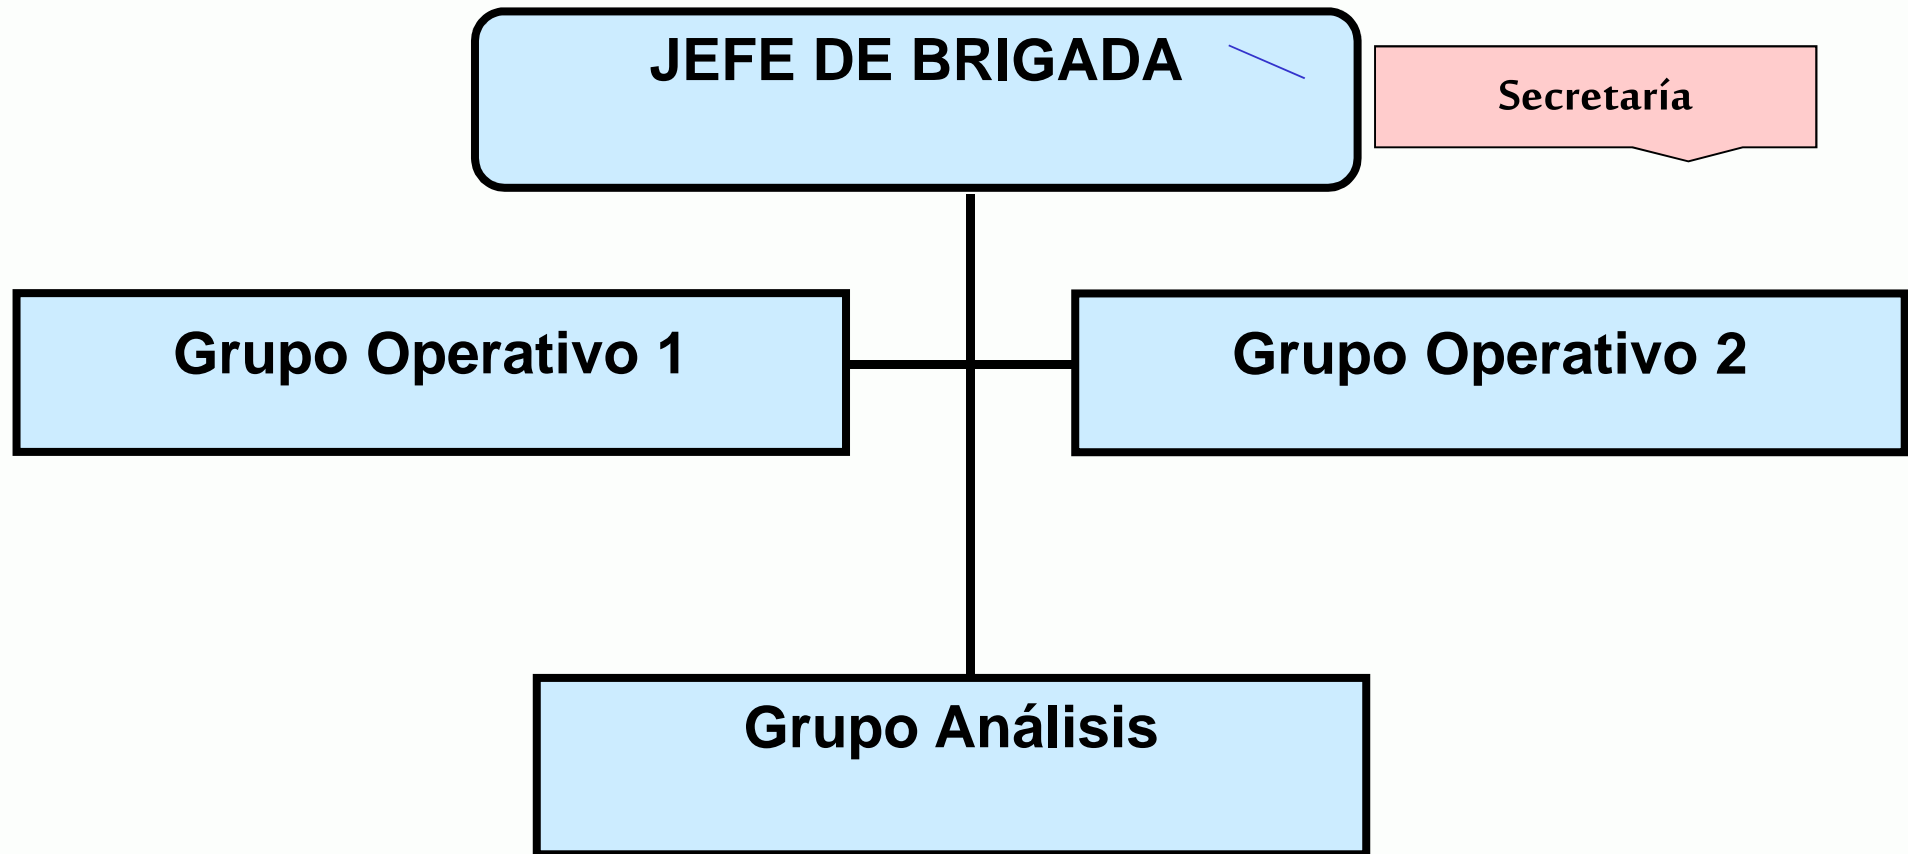 JEFE DE BRIGADA
Secretaría
Grupo Operativo 1
Grupo Operativo 2
Grupo Análisis